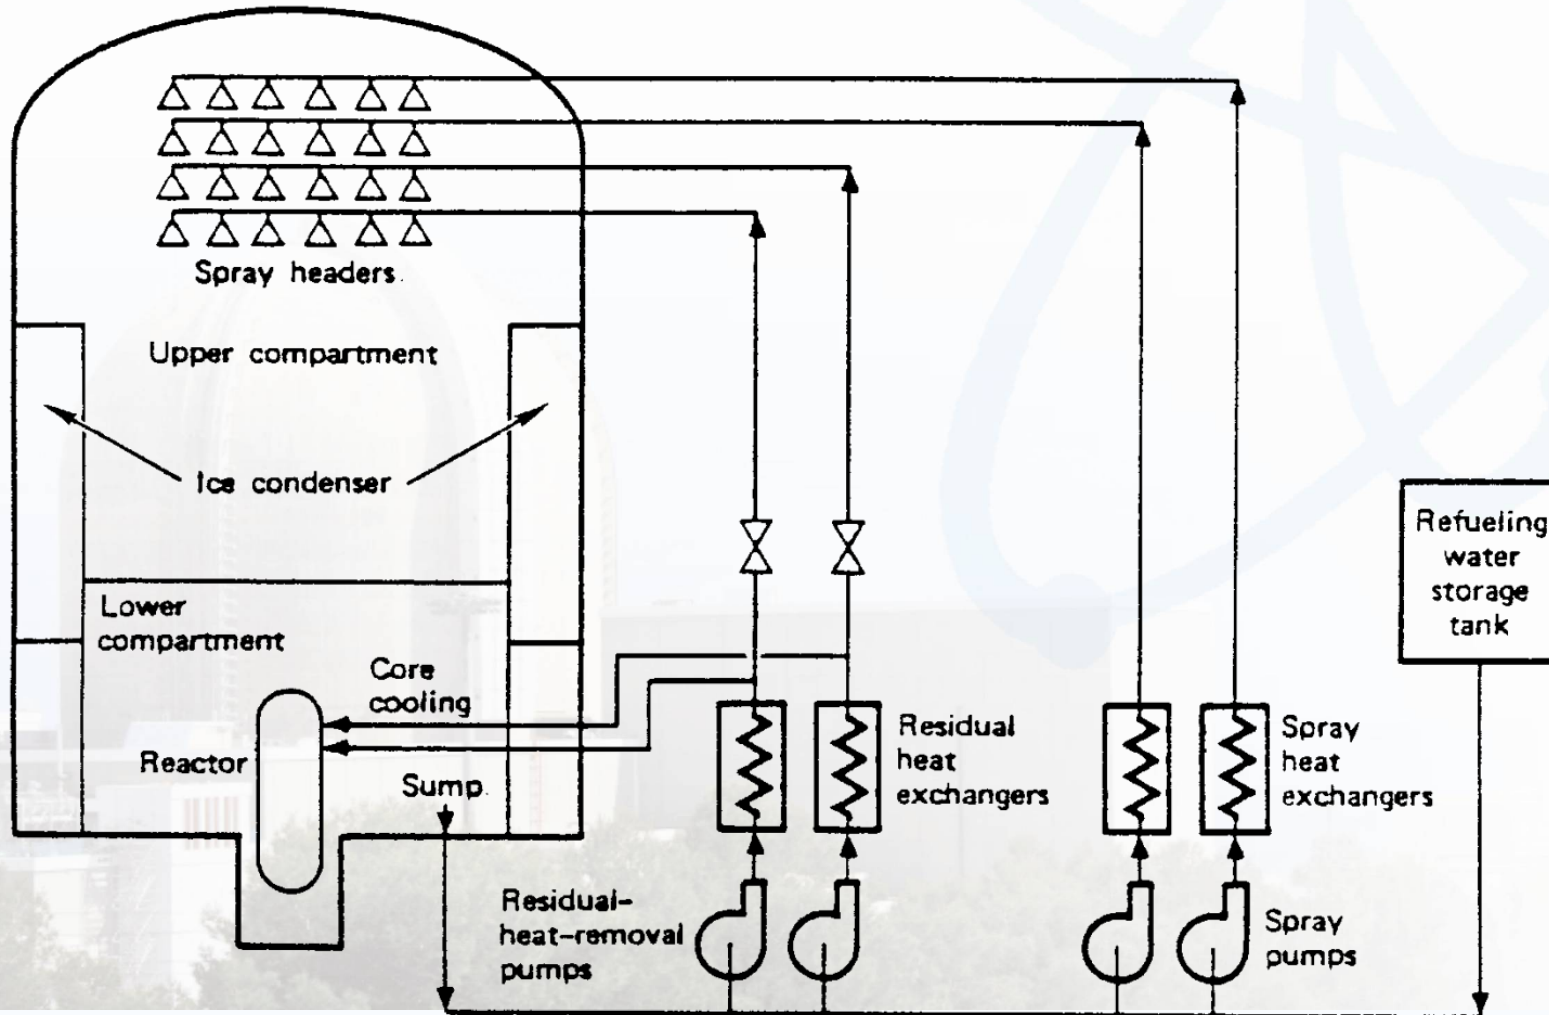 Spray headers
Upper compartment
Ice condenser
Lower
compartment
Core
cooling
Reactor
Sump
Residual-
heat-removal
pumps
Residual
heat
exchangers
Spray
heat
exchangers
Spray
pumps
Refueling
water
storage
tank